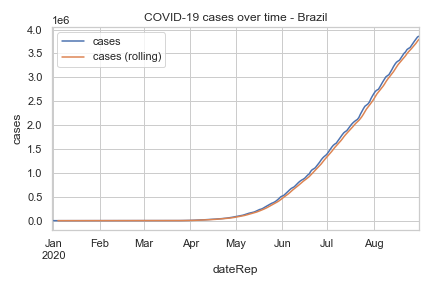 COVID-19 cases over time - Brazil
1e6
cases
cases (rolling)
4.0
3.5
3.0
2.5
2.0
1.5
1.0
0.5
0.0
cases
Jan Feb Mar Apr May Jun Jul Aug
2020
dateRep